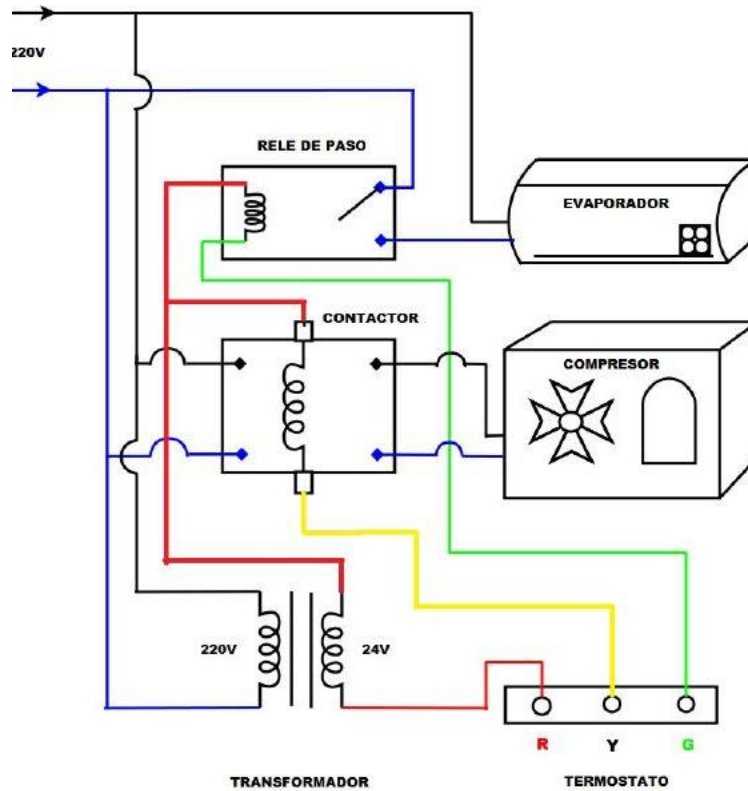 220V
RELE DE PASO
EVAPORADOR
CONTACTOR
COMPRESOR
220V
24V
R
Y
G
TRANSFORMADOR
TERMOSTATO